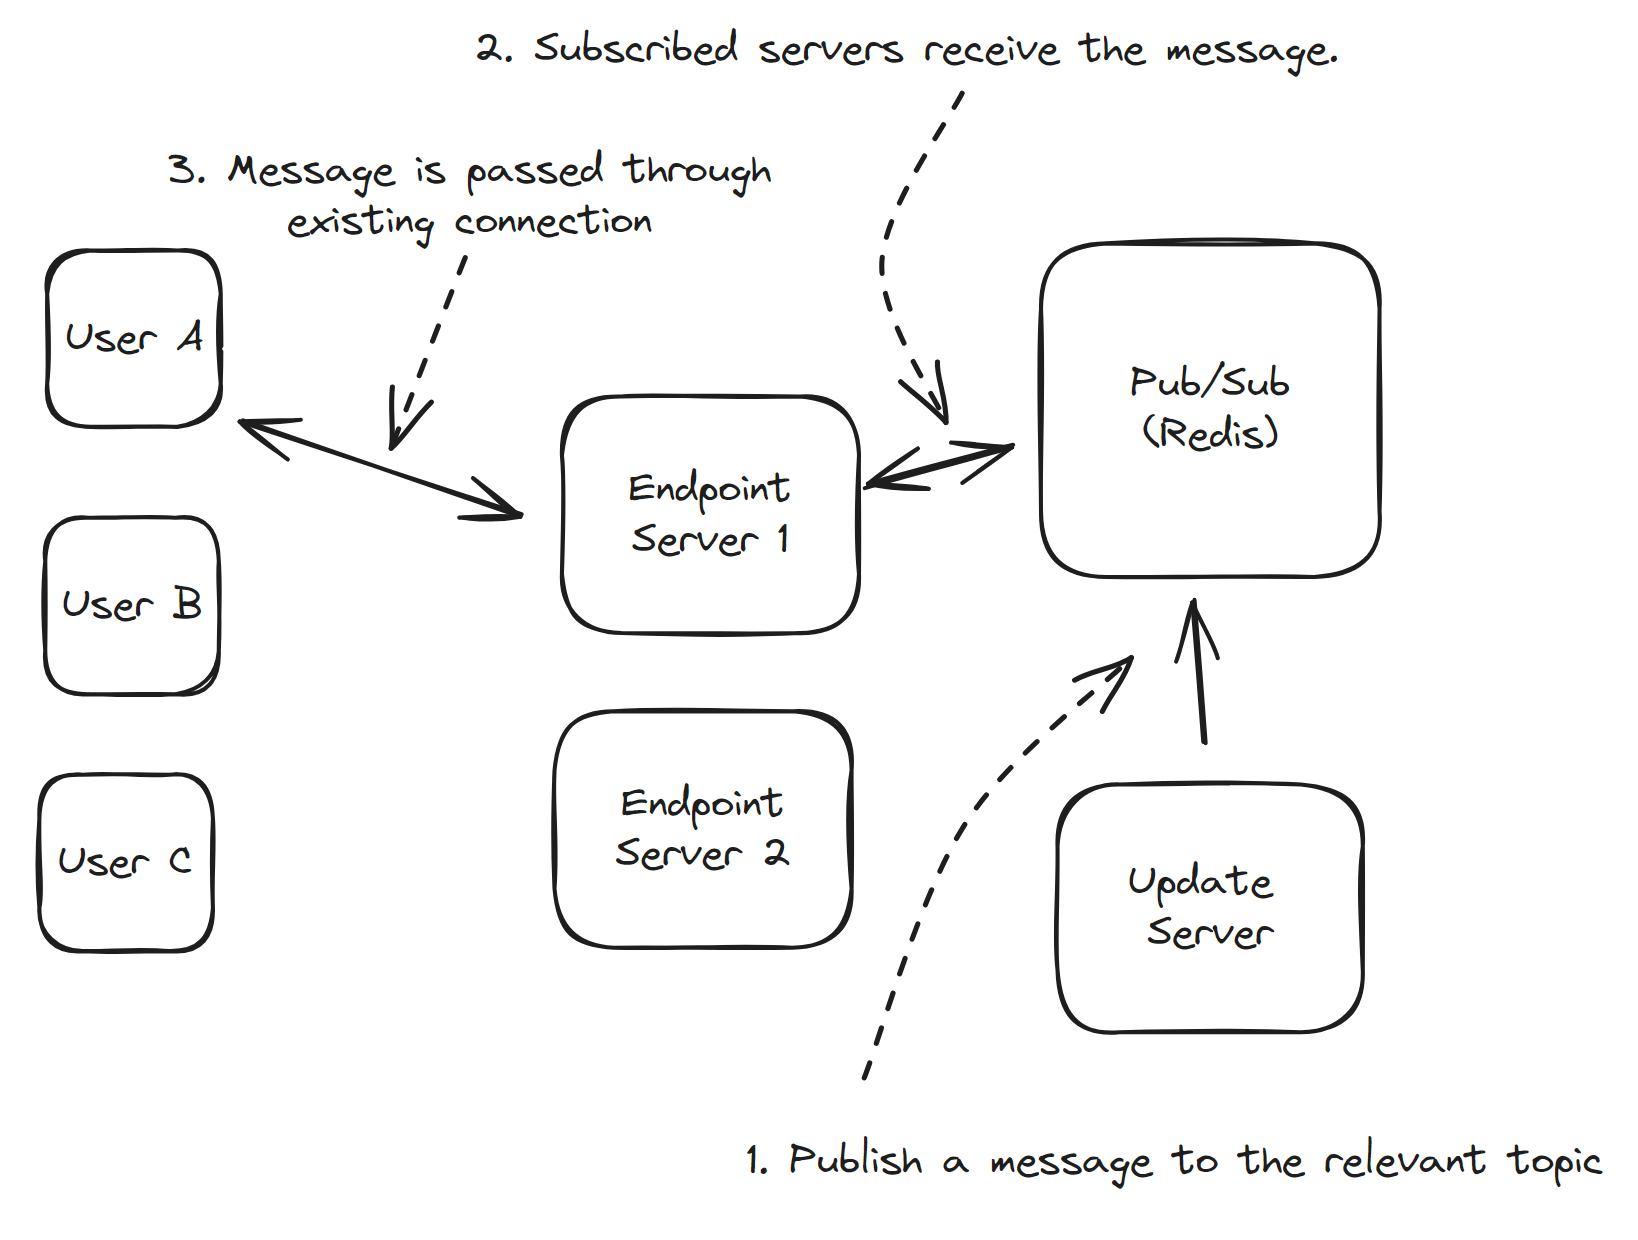 2. Subscribed servers receive the message.
3. Message is passed through
existing connection
User A
Pub/Sub
(Redis)
Endpoint
Server 1
User B
Endpoint
Server 2
User C
Update
Server
1. Publish a message to the relevant topic